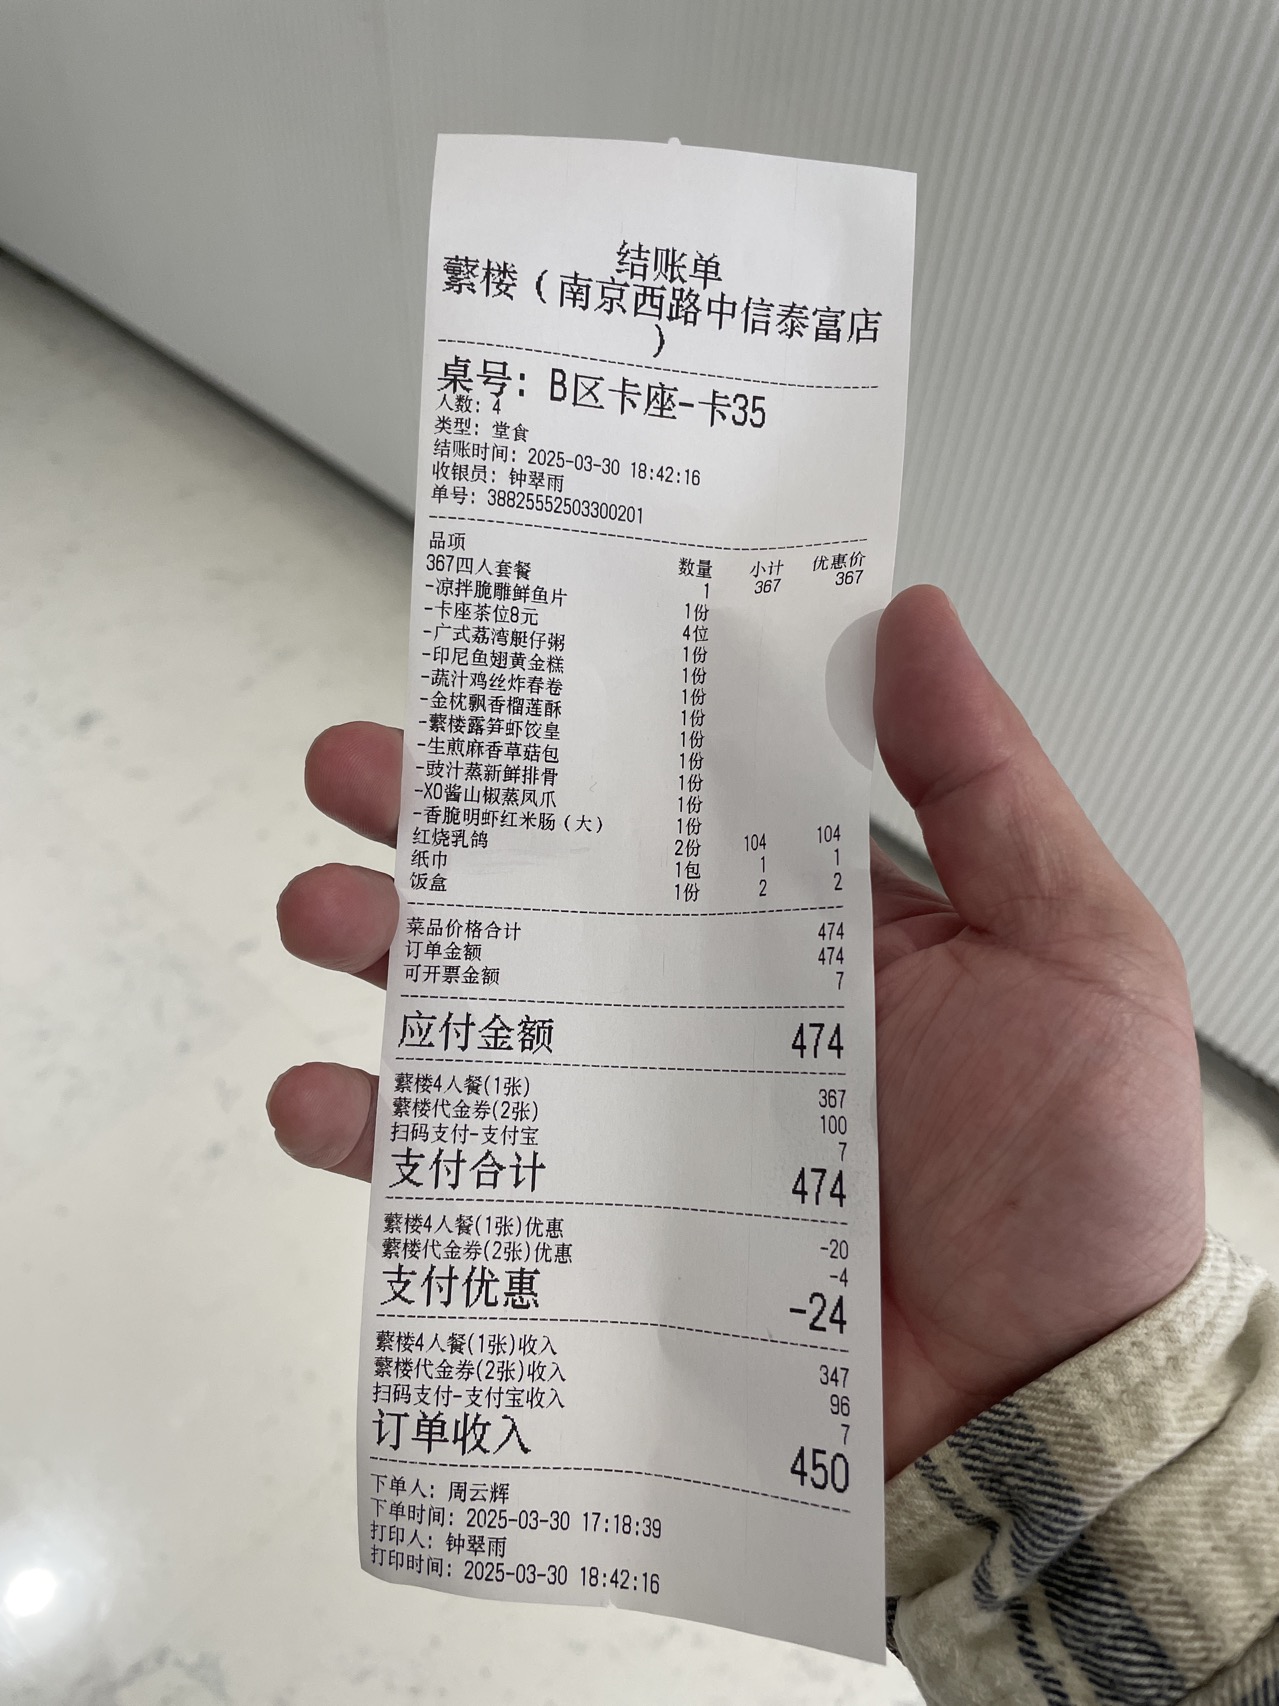 结账单
蘩楼（南京西路中信泰富店
）
桌号：B区卡座-卡35
人数：4
类型：堂食
结账时间：2025-03-30 18:42:16
收银员：钟翠雨
单号：38825552503300201
品项 数量 小计 优惠价
367四人套餐 1 367 367
-凉拌脆雕鲜鱼片 1份
-卡座茶位8元 4位
-广式荔湾艇仔粥 1份
-印尼鱼翅黄金糕 1份
-蔬汁鸡丝炸春卷 1份
-金枕飘香榴莲酥 1份
-蘩楼露笋虾饺皇 1份
-生煎麻香草菇包 1份
-豉汁蒸新鲜排骨 1份
-XO酱山椒蒸凤爪 1份
-香脆明虾红米肠（大） 1份
红烧乳鸽 2份 104 104
纸巾 1包 1 1
饭盒 1份 2 2
菜品价格合计 474
订单金额 474
可开票金额 7
应付金额 474
蘩楼4人餐(1张) 367
蘩楼代金券(2张) 100
扫码支付-支付宝 7
支付合计 474
蘩楼4人餐(1张)优惠 -20
蘩楼代金券(2张)优惠 -4
支付优惠 -24
蘩楼4人餐(1张)收入 347
蘩楼代金券(2张)收入 96
扫码支付-支付宝收入 7
订单收入 450
下单人：周云辉
下单时间：2025-03-30 17:18:39
打印人：钟翠雨
打印时间：2025-03-30 18:42:16